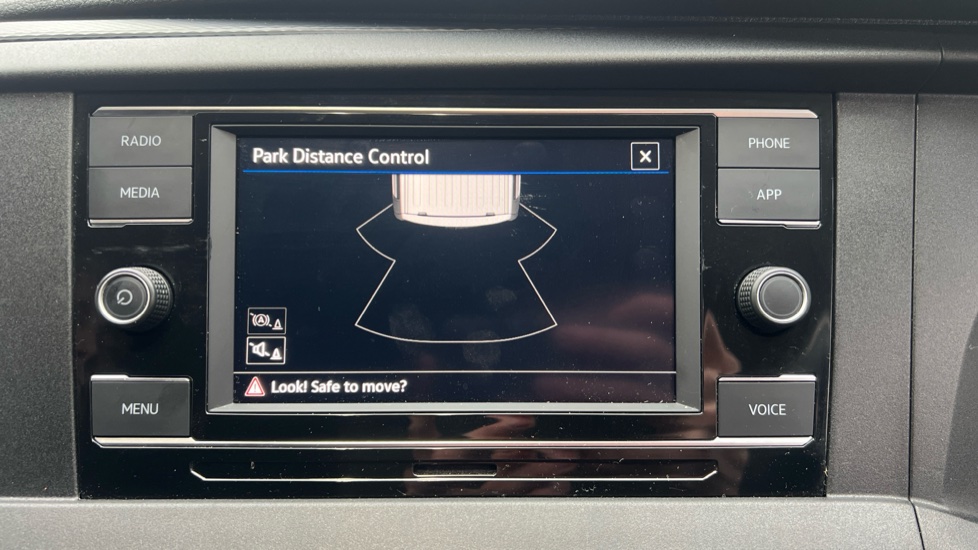 RADIO
MEDIA
MENU
Park Distance Control
X
A
Look! Safe to move?
PHONE
APP
VOICE